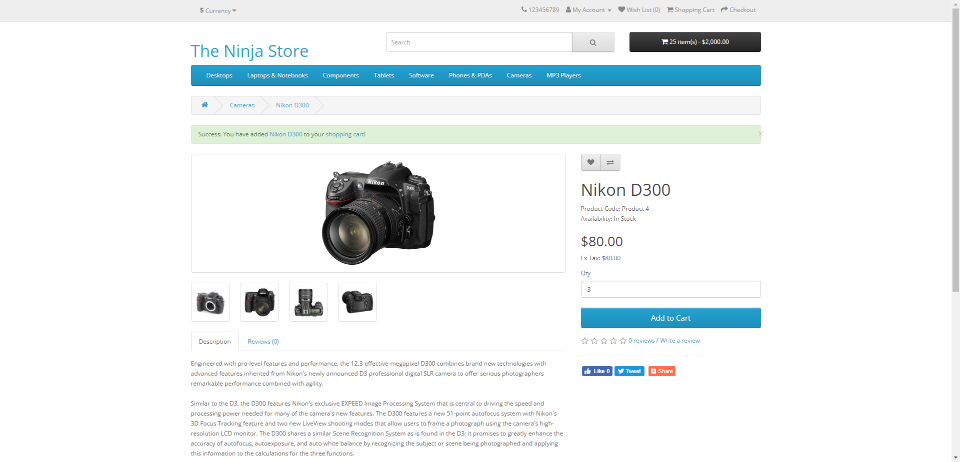 $ Currency
123456789 My Account Wish List (0) Shopping Cart Checkout
The Ninja Store
Search
25 item(s) - $2,000.00
Desktops Laptops & Notebooks Components Tablets Software Phones & PDAs Cameras MP3 Players
Cameras Nikon D300
Success: You have added Nikon D300 to your shopping cart!
Nikon
Nikon D300
Product Code: Product 4
Availability: In Stock
$80.00
Ex Tax: $80.00
Qty
3
Add to Cart
0 reviews / Write a review
Like 0 Tweet Share
Description Reviews (0)
Engineered with pro-level features and performance, the 12.3-effective-megapixel D300 combines brand new technologies with
advanced features inherited from Nikon's newly announced D3 professional digital SLR camera to offer serious photographers
remarkable performance combined with agility.
Similar to the D3, the D300 features Nikon's exclusive EXPEED Image Processing System that is central to driving the speed and
processing power needed for many of the camera's new features. The D300 features a new 51-point autofocus system with Nikon's
3D Focus Tracking feature and two new LiveView shooting modes that allow users to frame a photograph using the camera's high-
resolution LCD monitor. The D300 shares a similar Scene Recognition System as is found in the D3; it promises to greatly enhance the
accuracy of autofocus, autoexposure, and auto white balance by recognizing the subject or scene being photographed and applying
this information to the calculations for the three functions.